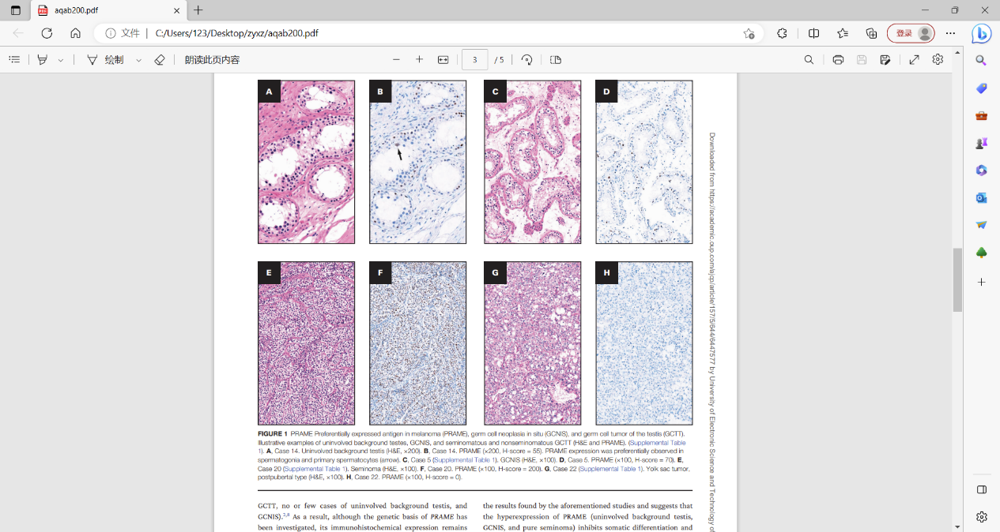 aqab200.pdf
文件 | C:/Users/123/Desktop/zyxz/aqab200.pdf
登录
绘制
朗读此页内容
3 / 5
A
B
C
D
E
F
G
H
FIGURE 1 PRAME Preferentially expressed antigen in melanoma (PRAME), germ cell neoplasia in situ (GCNIS), and germ cell tumor of the testis (GCTT).
Illustrative examples of uninvolved background testes, GCNIS, and seminomatous and nonseminomatous GCTT (H&E and PRAME). (Supplemental Table
1). A, Case 14. Uninvolved background testis (H&E, ×200). B, Case 14. PRAME (×200, H-score = 55). PRAME expression was preferentially observed in
spermatogonia and primary spermatocytes (arrow). C, Case 5 (Supplemental Table 1). GCNIS (H&E, ×100). D, Case 5. PRAME (×100, H-score = 70). E,
Case 20 (Supplemental Table 1). Seminoma (H&E, ×100). F, Case 20. PRAME (×100, H-score = 200). G, Case 22 (Supplemental Table 1). Yolk sac tumor,
postpubertal type (H&E, ×100). H, Case 22. PRAME (×100, H-score = 0).
GCTT, no or few cases of uninvolved background testis, and
GCNIS).2,8 As a result, although the genetic basis of PRAME has
been investigated, its immunohistochemical expression remains
the results found by the aforementioned studies and suggests that
the hyperexpression of PRAME (uninvolved background testis,
GCNIS, and pure seminoma) inhibits somatic differentiation and
Downloaded from https://academic.oup.com/ajcp/article/157/5/644/6447577 by University of Electronic Science and Technology of